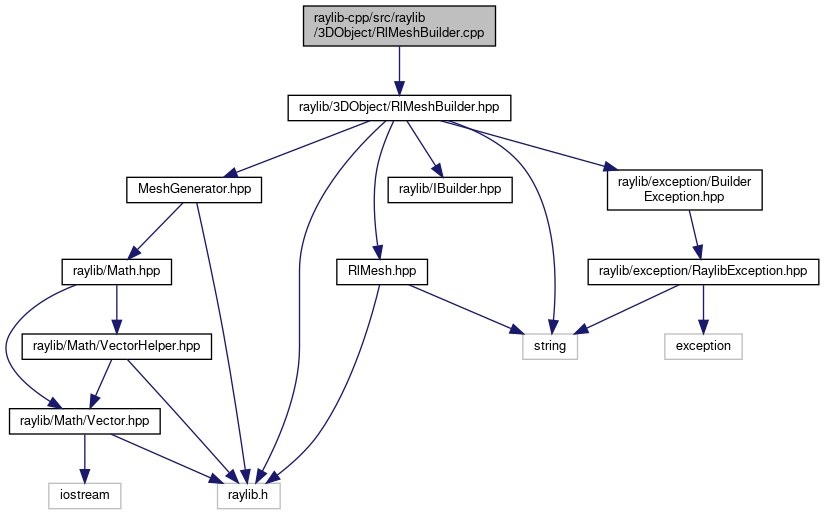 raylib-cpp/src/raylib
/3DObject/RlMeshBuilder.cpp
raylib/3DObject/RlMeshBuilder.hpp
MeshGenerator.hpp
raylib/IBuilder.hpp
raylib/exception/Builder
Exception.hpp
raylib/Math.hpp
RlMesh.hpp
raylib/exception/RaylibException.hpp
raylib/Math/VectorHelper.hpp
string
exception
raylib/Math/Vector.hpp
iostream
raylib.h